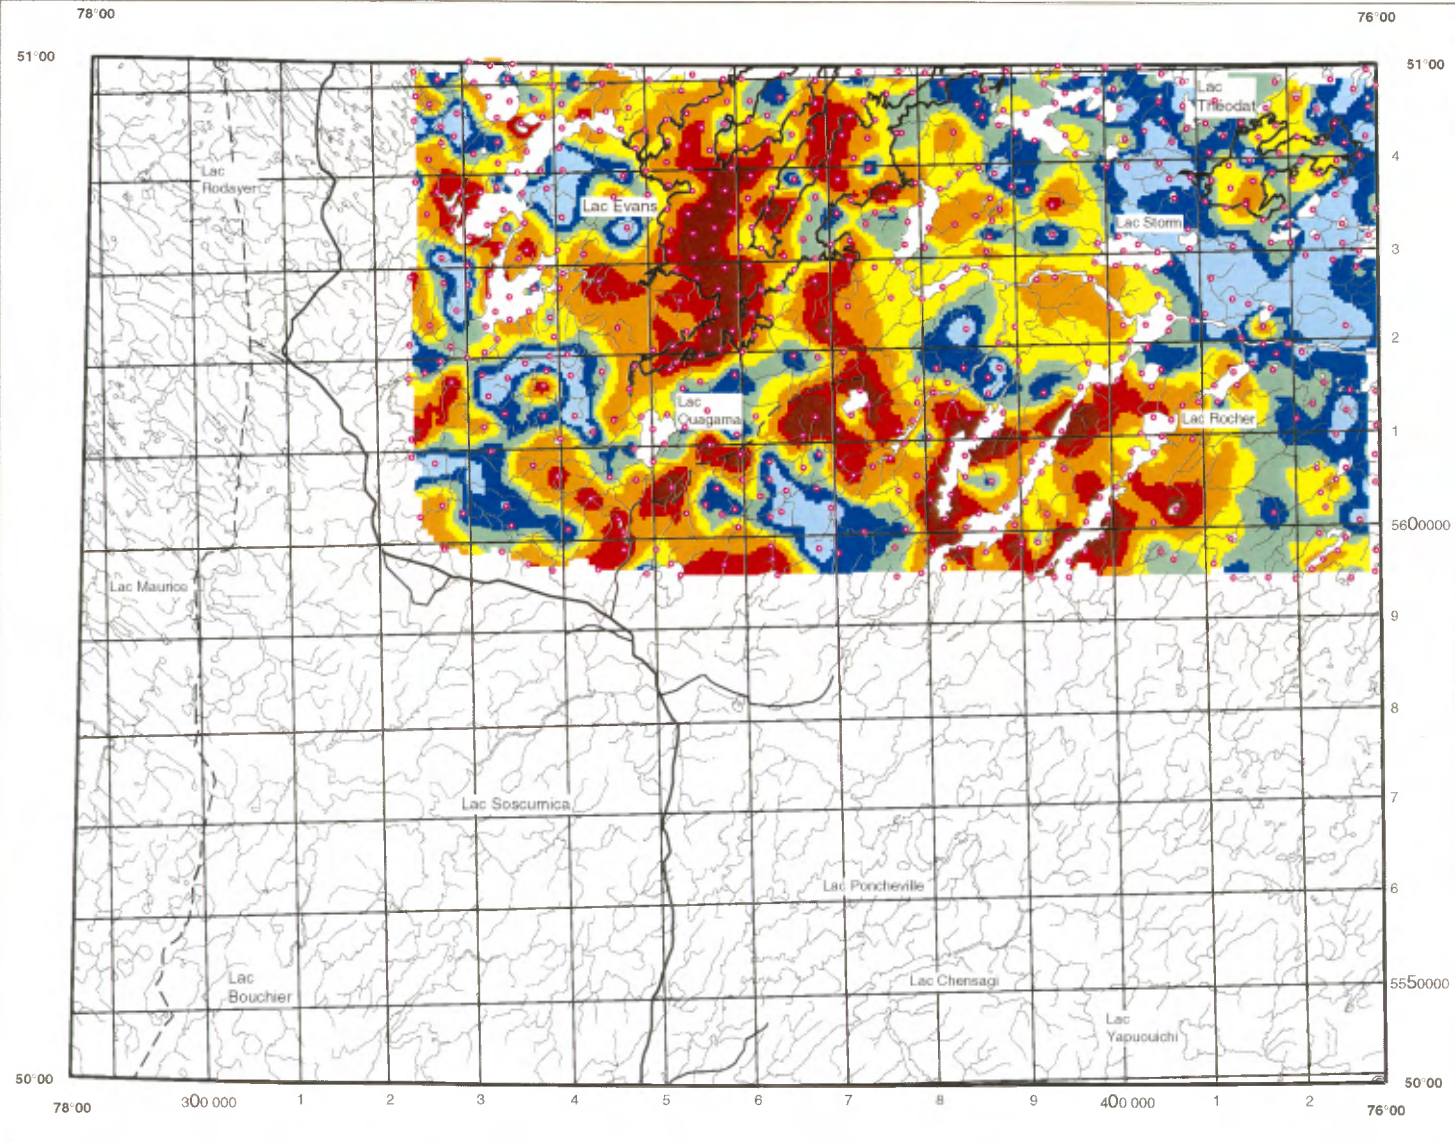 78°00
76°00
51°00
51°00
Lac
Théodat
4
Lac
Rodayer
Lac Evans
Lac Storm
3
2
Lac
Ouagama
Lac Rocher
1
5600000
Lac Maurice
9
8
7
Lac Soscumica
6
Lac Poncheville
Lac
Bouchier
Lac Chensagi
5550000
Lac
Yapuouichi
50°00
50°00
78°00
300 000
1
2
3
4
5
6
7
8
9
400 000
1
2
76°00